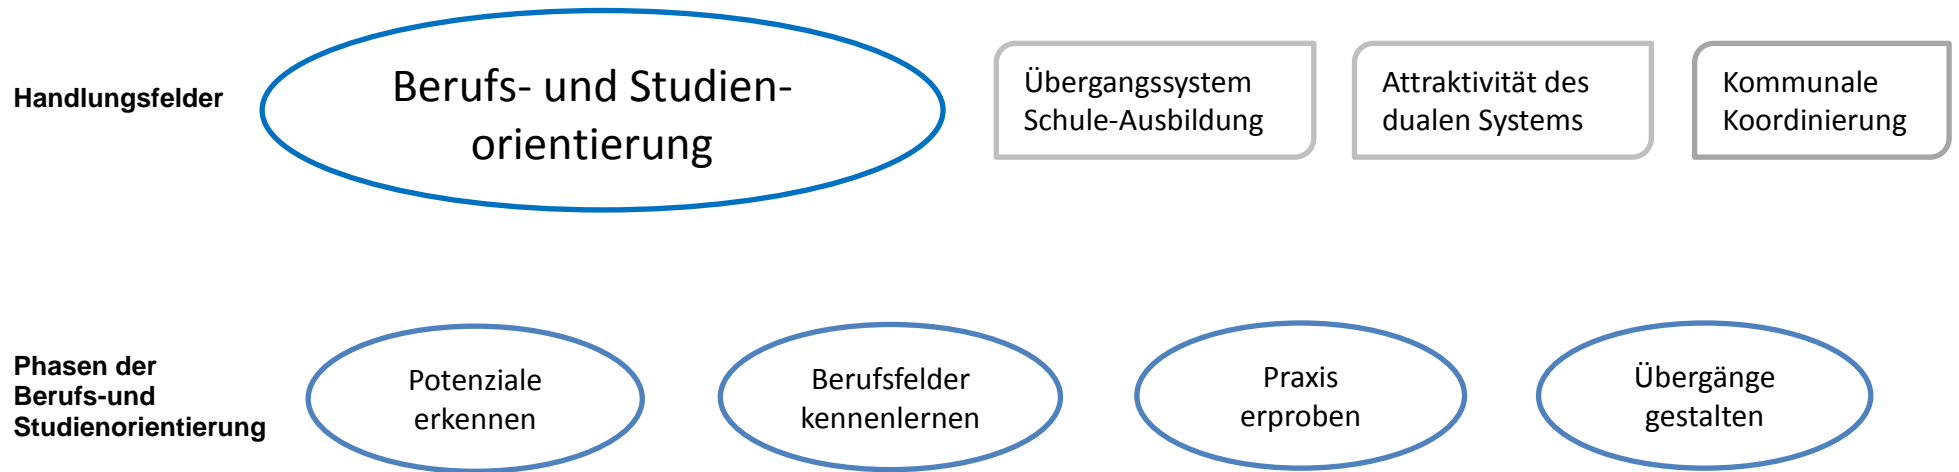 Handlungsfelder
Berufs- und Studien-
orientierung
Übergangssystem
Schule-Ausbildung
Attraktivität des
dualen Systems
Kommunale
Koordinierung
Phasen der
Berufs-und
Studienorientierung
Potenziale
erkennen
Berufsfelder
kennenlernen
Praxis
erproben
Übergänge
gestalten